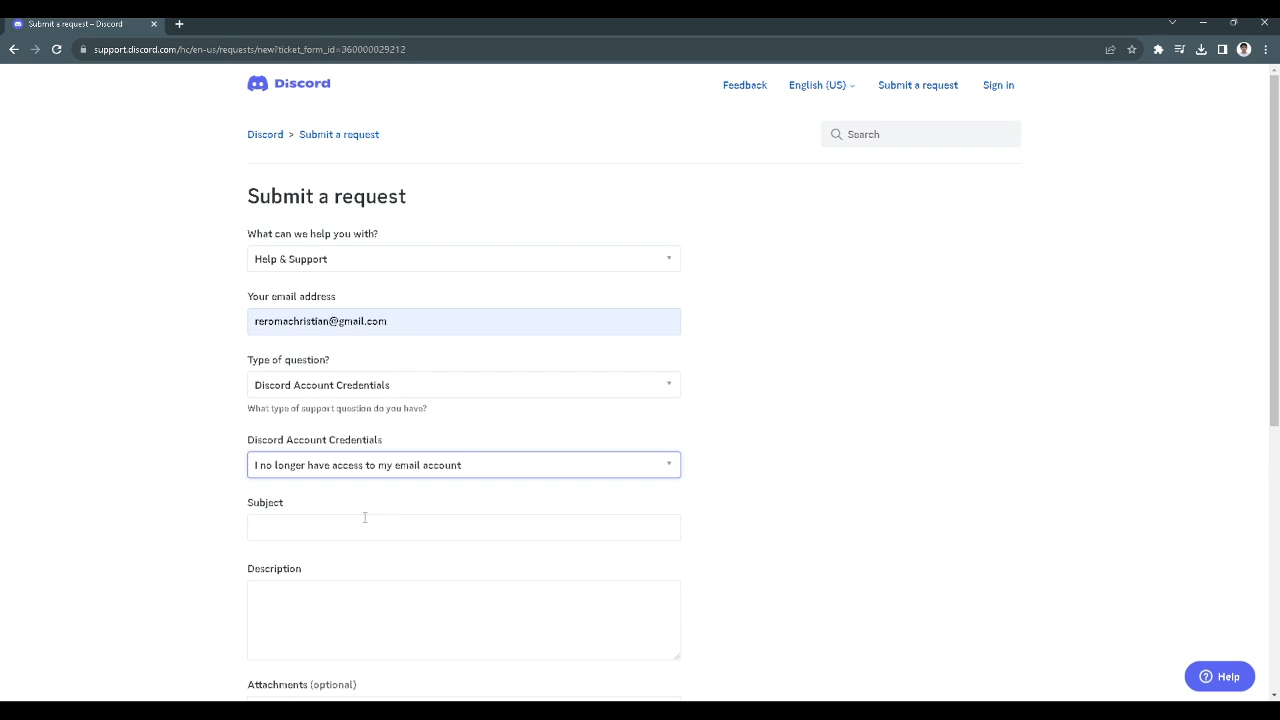 Submit a request – Discord
support.discord.com/hc/en-us/requests/new?ticket_form_id=360000029212
Discord
Feedback
English (US)
Submit a request
Sign in
Discord > Submit a request
Search
Submit a request
What can we help you with?
Help & Support
Your email address
reromachristian@gmail.com
Type of question?
Discord Account Credentials
What type of support question do you have?
Discord Account Credentials
I no longer have access to my email account
Subject
Description
Attachments (optional)
Help